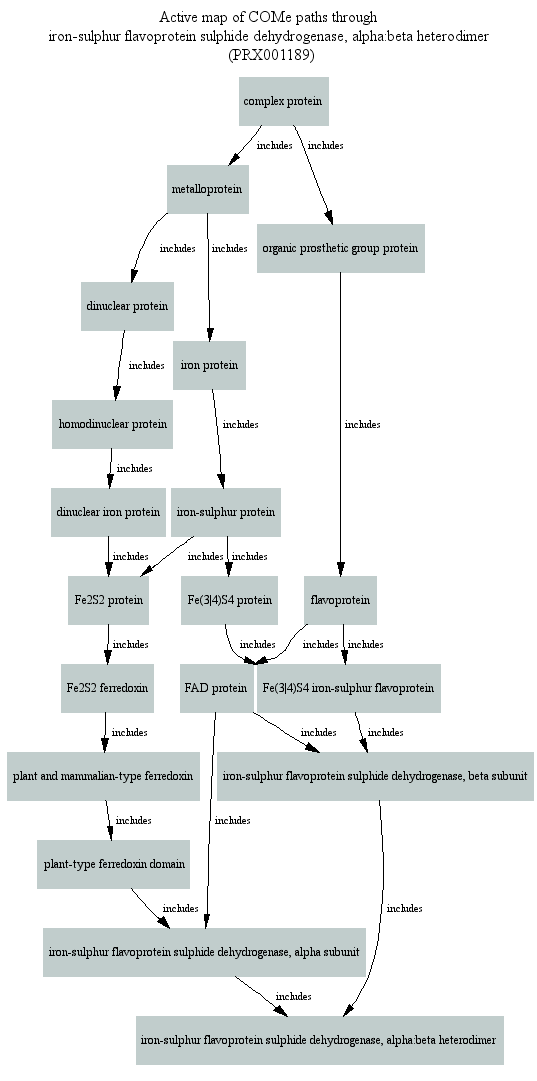 Active map of COMe paths through
iron-sulphur flavoprotein sulphide dehydrogenase, alpha:beta heterodimer
(PRX001189)
complex protein
includes
includes
metalloprotein
includes
includes
organic prosthetic group protein
dinuclear protein
iron protein
includes
homodinuclear protein
includes
includes
includes
dinuclear iron protein
iron-sulphur protein
includes
includes
includes
Fe2S2 protein
Fe(3|4)S4 protein
flavoprotein
includes
includes
includes
includes
Fe2S2 ferredoxin
FAD protein
Fe(3|4)S4 iron-sulphur flavoprotein
includes
includes
includes
plant and mammalian-type ferredoxin
iron-sulphur flavoprotein sulphide dehydrogenase, beta subunit
includes
includes
plant-type ferredoxin domain
includes
includes
iron-sulphur flavoprotein sulphide dehydrogenase, alpha subunit
includes
iron-sulphur flavoprotein sulphide dehydrogenase, alpha:beta heterodimer